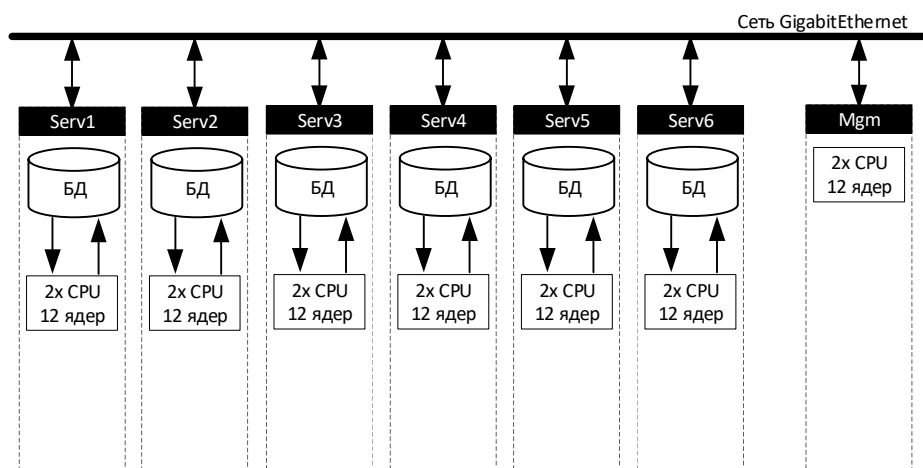 Сеть GigabitEthernet
Serv1
Serv2
Serv3
Serv4
Serv5
Serv6
Mgm
БД
БД
БД
БД
БД
БД
2x CPU
12 ядер
2x CPU
12 ядер
2x CPU
12 ядер
2x CPU
12 ядер
2x CPU
12 ядер
2x CPU
12 ядер
2x CPU
12 ядер